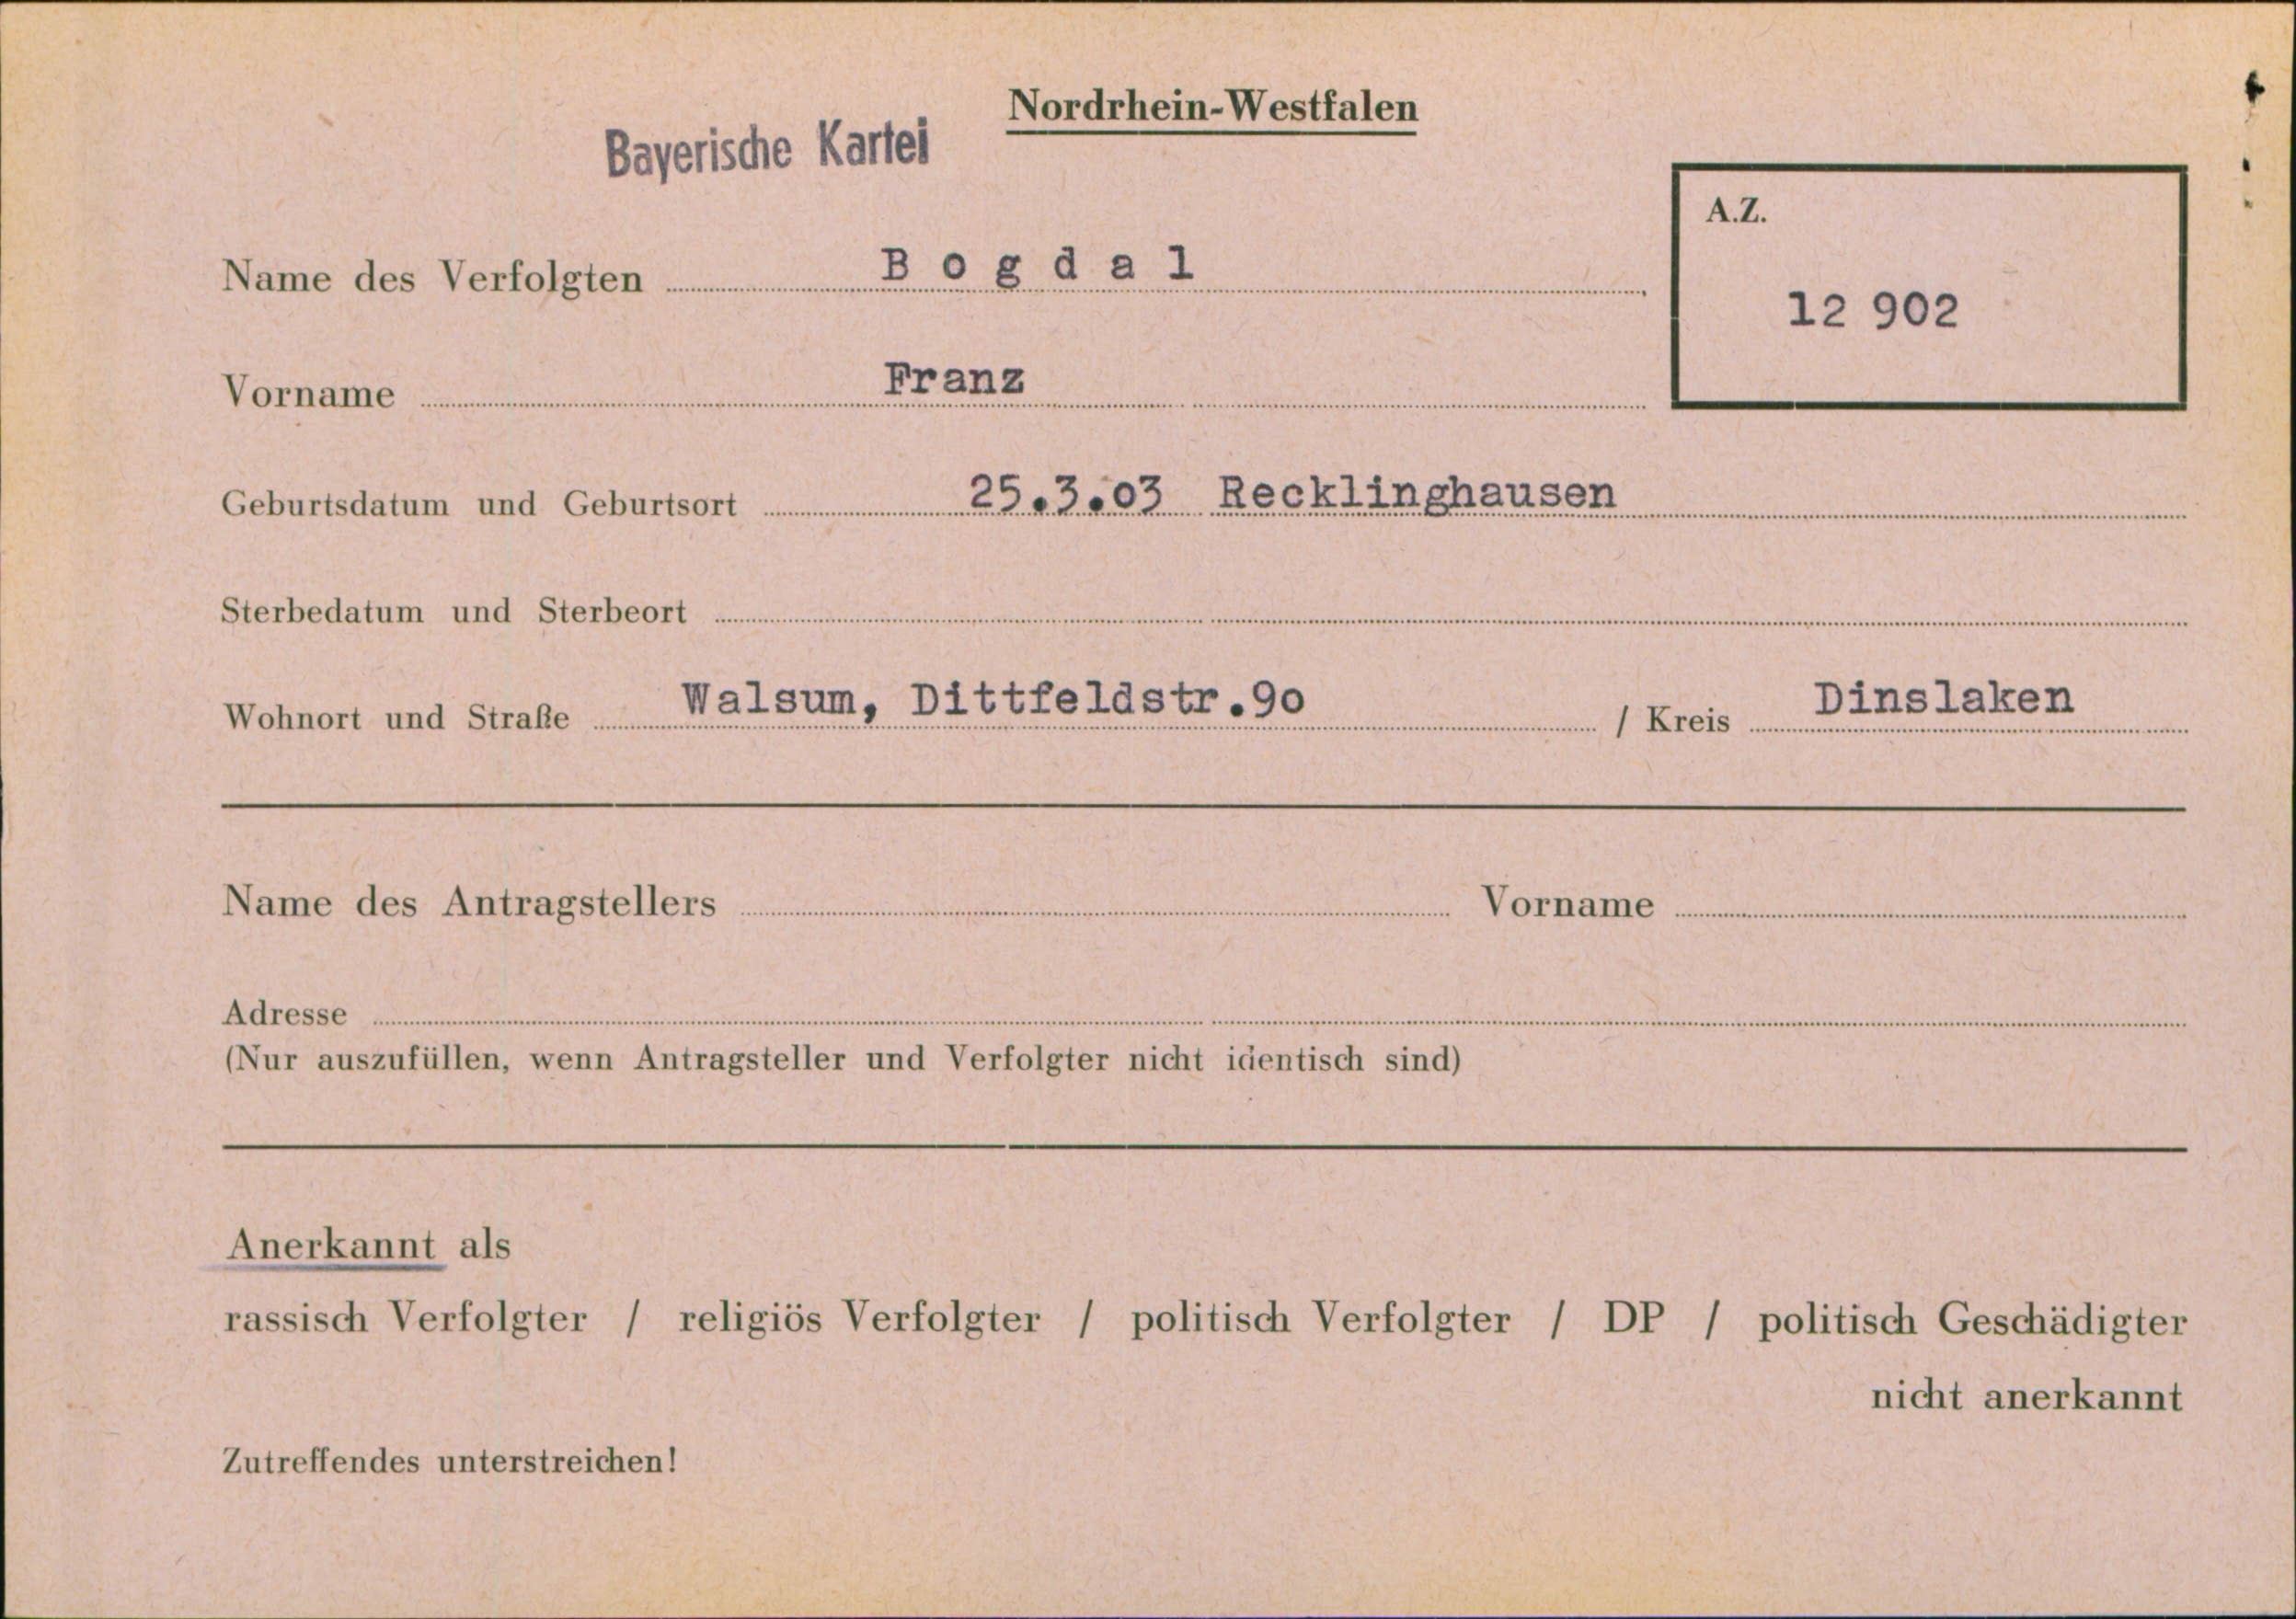 Nordrhein-Westfalen
Bayerische Kartei
A.Z.
12 902
Name des Verfolgten B o g d a l
Vorname Franz
Geburtsdatum und Geburtsort 25.3.03 Recklinghausen
Sterbedatum und Sterbeort
Wohnort und Straße Walsum, Dittfeldstr.90 / Kreis Dinslaken
Name des Antragstellers Vorname
Adresse
(Nur auszufüllen, wenn Antragsteller und Verfolgter nicht identisch sind)
Anerkannt als
rassisch Verfolgter / religiös Verfolgter / politisch Verfolgter / DP / politisch Geschädigter
nicht anerkannt
Zutreffendes unterstreichen!